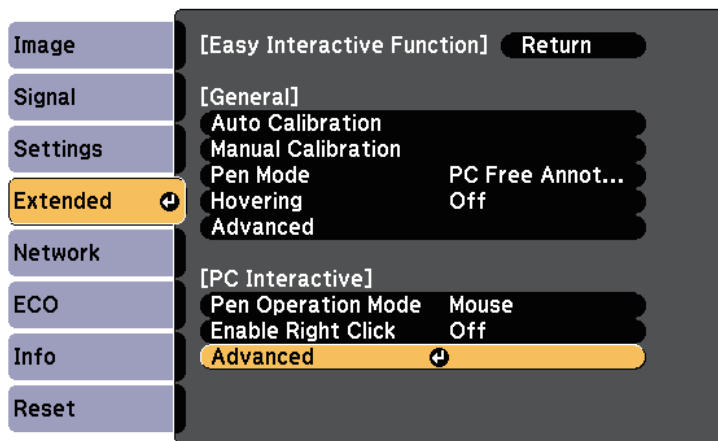 Image
Signal
Settings
Extended
Network
ECO
Info
Reset
[Easy Interactive Function] Return
[General]
Auto Calibration
Manual Calibration
Pen Mode PC Free Annot...
Hovering Off
Advanced
[PC Interactive]
Pen Operation Mode Mouse
Enable Right Click Off
Advanced